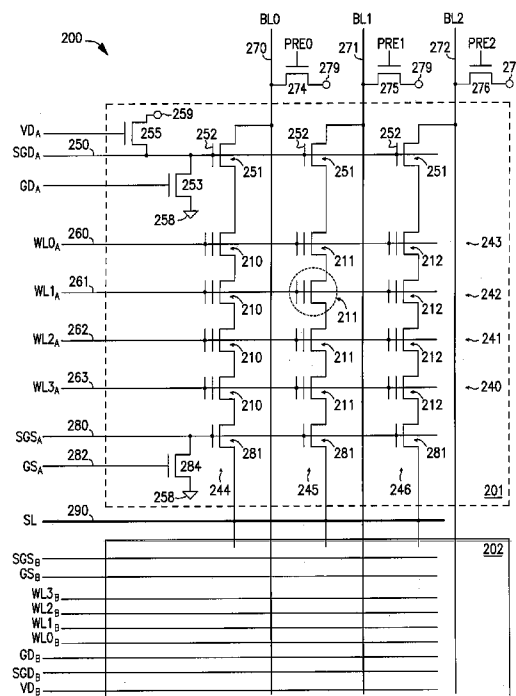 BL0 BL1 BL2
200 270 PRE0 271 PRE1 272 PRE2
279 279 27
274 275 276
259
VDA 255 252 252 252
250
SGDA 251 251 251
253
GDA
258
260
WL0A 243
210 211 212
261
WL1A 242
210 211 212
262
WL2A 241
210 211 212
263
WL3A 240
210 211 212
280
SGSA
282 281 281 281
GSA 284
258 244 245 246 201
290
SL
202
SGSB
GSB
WL3B
WL2B
WL1B
WL0B
GDB
SGDB
VDB